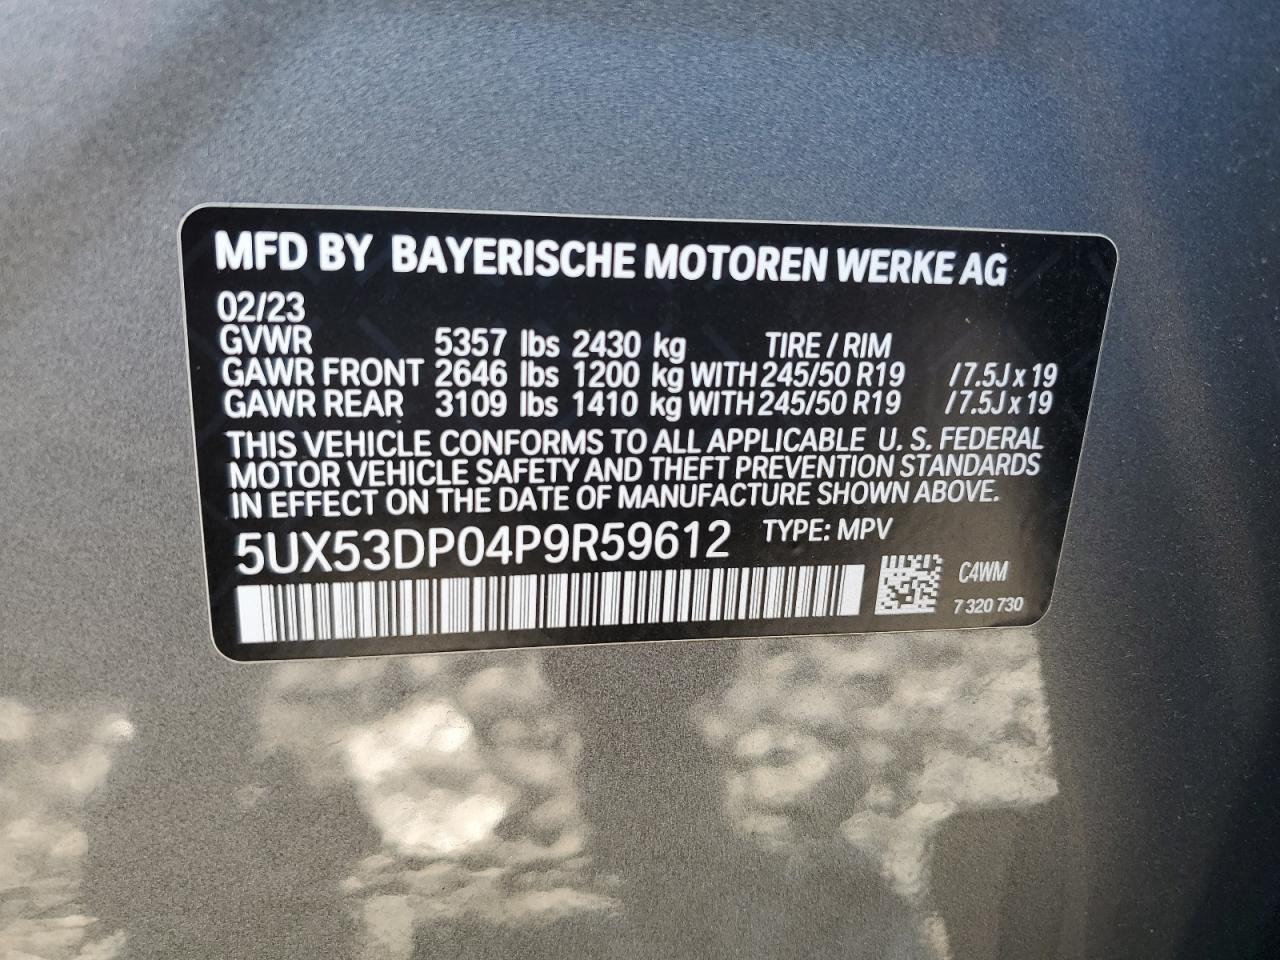 MFD BY BAYERISCHE MOTOREN WERKE AG
02/23
GVWR 5357 lbs 2430 kg TIRE / RIM
GAWR FRONT 2646 lbs 1200 kg WITH 245/50 R19 / 7.5J x 19
GAWR REAR 3109 lbs 1410 kg WITH 245/50 R19 / 7.5J x 19
THIS VEHICLE CONFORMS TO ALL APPLICABLE U. S. FEDERAL
MOTOR VEHICLE SAFETY AND THEFT PREVENTION STANDARDS
IN EFFECT ON THE DATE OF MANUFACTURE SHOWN ABOVE.
5UX53DP04P9R59612 TYPE: MPV
C4WM
7 320 730